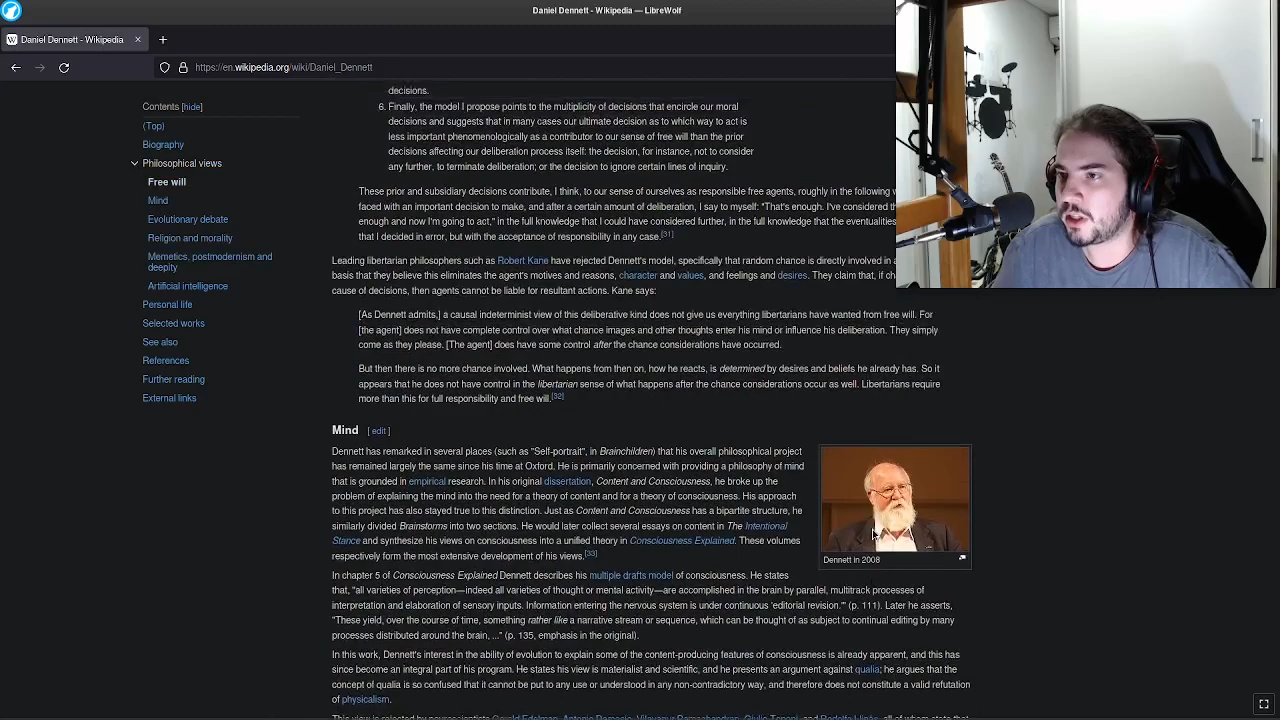 Daniel Dennett - Wikipedia — LibreWolf
Daniel Dennett - Wikipedia
https://en.wikipedia.org/wiki/Daniel_Dennett
Contents [hide]
(Top)
Biography
Philosophical views
Free will
Mind
Evolutionary debate
Religion and morality
Memetics, postmodernism and
deepity
Artificial intelligence
Personal life
Selected works
See also
References
Further reading
External links
decisions.
6. Finally, the model I propose points to the multiplicity of decisions that encircle our moral
decisions and suggests that in many cases our ultimate decision as to which way to act is
less important phenomenologically as a contributor to our sense of free will than the prior
decisions affecting our deliberation process itself: the decision, for instance, not to consider
any further, to terminate deliberation; or the decision to ignore certain lines of inquiry.
These prior and subsidiary decisions contribute, I think, to our sense of ourselves as responsible free agents, roughly in the following
faced with an important decision to make, and after a certain amount of deliberation, I say to myself: "That's enough. I've considered
enough and now I'm going to act," in the full knowledge that I could have considered further, in the full knowledge that the eventualities
that I decided in error, but with the acceptance of responsibility in any case.[31]
Leading libertarian philosophers such as Robert Kane have rejected Dennett's model, specifically that random chance is directly involved in
basis that they believe this eliminates the agent's motives and reasons, character and values, and feelings and desires. They claim that, if
cause of decisions, then agents cannot be liable for resultant actions. Kane says:
[As Dennett admits,] a causal indeterminist view of this deliberative kind does not give us everything libertarians have wanted from free will. For
[the agent] does not have complete control over what chance images and other thoughts enter his mind or influence his deliberation. They simply
come as they please. [The agent] does have some control after the chance considerations have occurred.
But then there is no more chance involved. What happens from then on, how he reacts, is determined by desires and beliefs he already has. So it
appears that he does not have control in the libertarian sense of what happens after the chance considerations occur as well. Libertarians require
more than this for full responsibility and free will.[32]
Mind [ edit ]
Dennett has remarked in several places (such as "Self-portrait", in Brainchildren) that his overall philosophical project
has remained largely the same since his time at Oxford. He is primarily concerned with providing a philosophy of mind
that is grounded in empirical research. In his original dissertation, Content and Consciousness, he broke up the
problem of explaining the mind into the need for a theory of content and for a theory of consciousness. His approach
to this project has also stayed true to this distinction. Just as Content and Consciousness has a bipartite structure, he
similarly divided Brainstorms into two sections. He would later collect several essays on content in The Intentional
Stance and synthesize his views on consciousness into a unified theory in Consciousness Explained. These volumes
respectively form the most extensive development of his views.[33]
Dennett in 2008
In chapter 5 of Consciousness Explained Dennett describes his multiple drafts model of consciousness. He states
that, "all varieties of perception—indeed all varieties of thought or mental activity—are accomplished in the brain by parallel, multitrack processes of
interpretation and elaboration of sensory inputs. Information entering the nervous system is under continuous 'editorial revision.'" (p. 111). Later he asserts,
"These yield, over the course of time, something rather like a narrative stream or sequence, which can be thought of as subject to continual editing by many
processes distributed around the brain, ..." (p. 135, emphasis in the original).
In this work, Dennett's interest in the ability of evolution to explain some of the content-producing features of consciousness is already apparent, and this has
since become an integral part of his program. He states his view is materialist and scientific, and he presents an argument against qualia; he argues that the
concept of qualia is so confused that it cannot be put to any use or understood in any non-contradictory way, and therefore does not constitute a valid refutation
of physicalism.
This view is rejected by neuroscientists Gerald Edelman, Antonio Damasio, Vilayanur Ramachandran, Giulio Tononi, and Rodolfo Llinás, all of whom state that